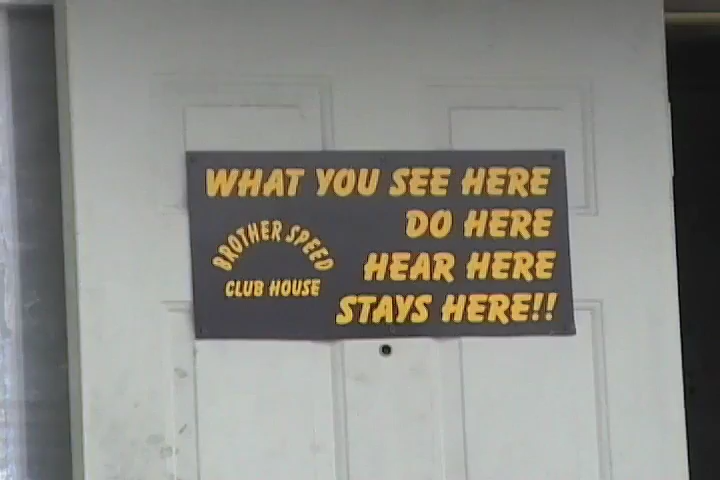 WHAT YOU SEE HERE
DO HERE
HEAR HERE
STAYS HERE!!
BROTHER SPEED
CLUB HOUSE